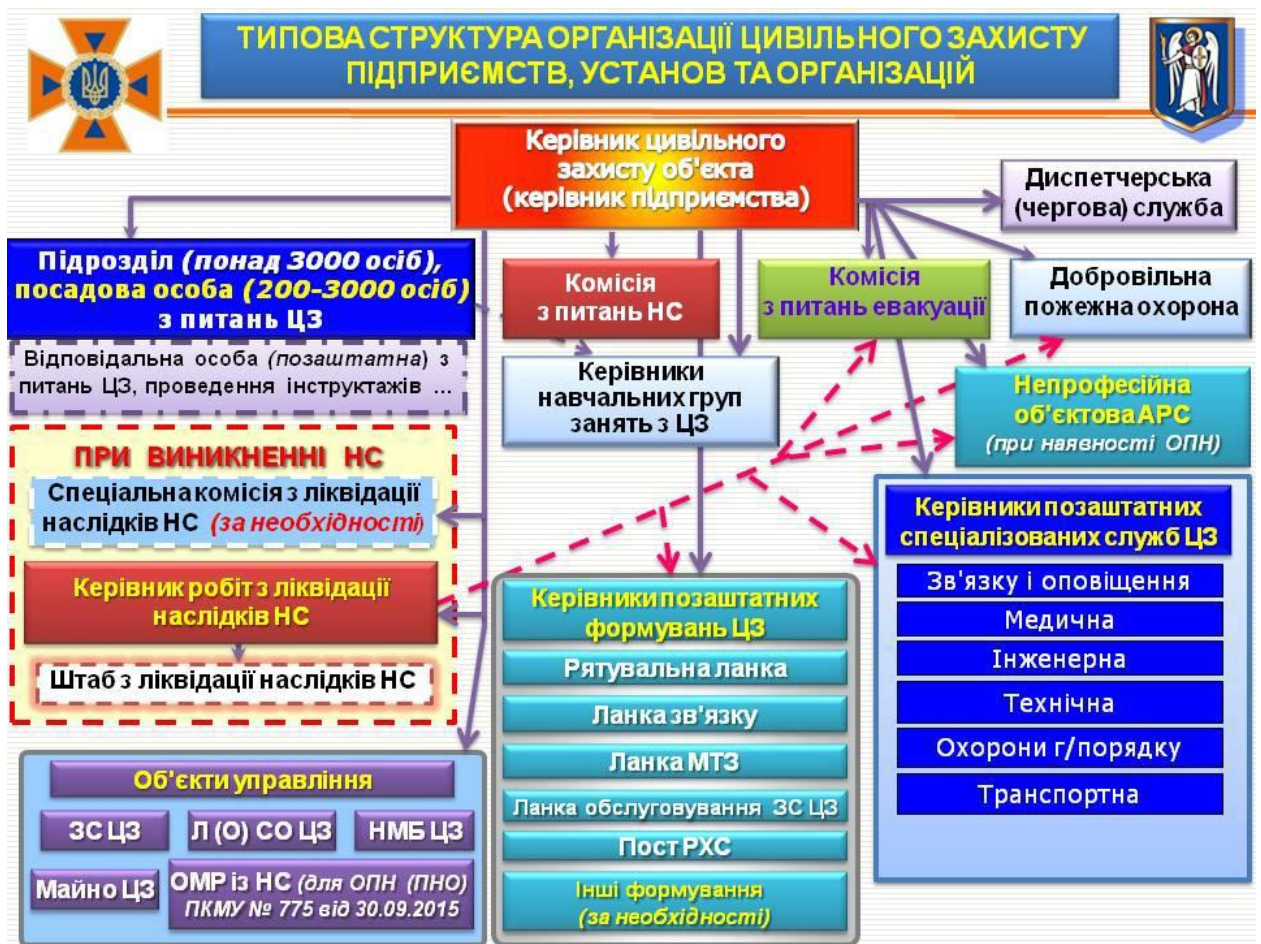 ТИПОВА СТРУКТУРА ОРГАНІЗАЦІЇ ЦИВІЛЬНОГО ЗАХИСТУ
ПІДПРИЄМСТВ, УСТАНОВ ТА ОРГАНІЗАЦІЙ
Керівник цивільного
захисту об'єкта
(керівник підприємства)
Диспетчерська
(чергова) служба
Підрозділ (понад 3000 осіб),
посадова особа (200-3000 осіб)
з питань ЦЗ
Комісія
з питань НС
Комісія
з питань евакуації
Добровільна
пожежна охорона
Відповідальна особа (позаштатна) з
питань ЦЗ, проведення інструктажів ...
Керівники
навчальних груп
занять з ЦЗ
Непрофесійна
об'єктова АРС
(при наявності ОПН)
ПРИ ВИНИКНЕННІ НС
Спеціальна комісія з ліквідації
наслідків НС (за необхідності)
Керівник робіт з ліквідації
наслідків НС
Штаб з ліквідації наслідків НС
Керівники позаштатних
спеціалізованих служб ЦЗ
Зв'язку і оповіщення
Медична
Інженерна
Технічна
Охорони г/порядку
Транспортна
Керівники позаштатних
формувань ЦЗ
Рятувальна ланка
Ланка зв'язку
Ланка МТЗ
Ланка обслуговування ЗС ЦЗ
Пост РХС
Інші формування
(за необхідності)
Об'єкти управління
ЗС ЦЗ
Л (О) СО ЦЗ
НМБ ЦЗ
Майно ЦЗ
ОМР із НС (для ОПН (ПНО)
ПКМУ № 775 від 30.09.2015